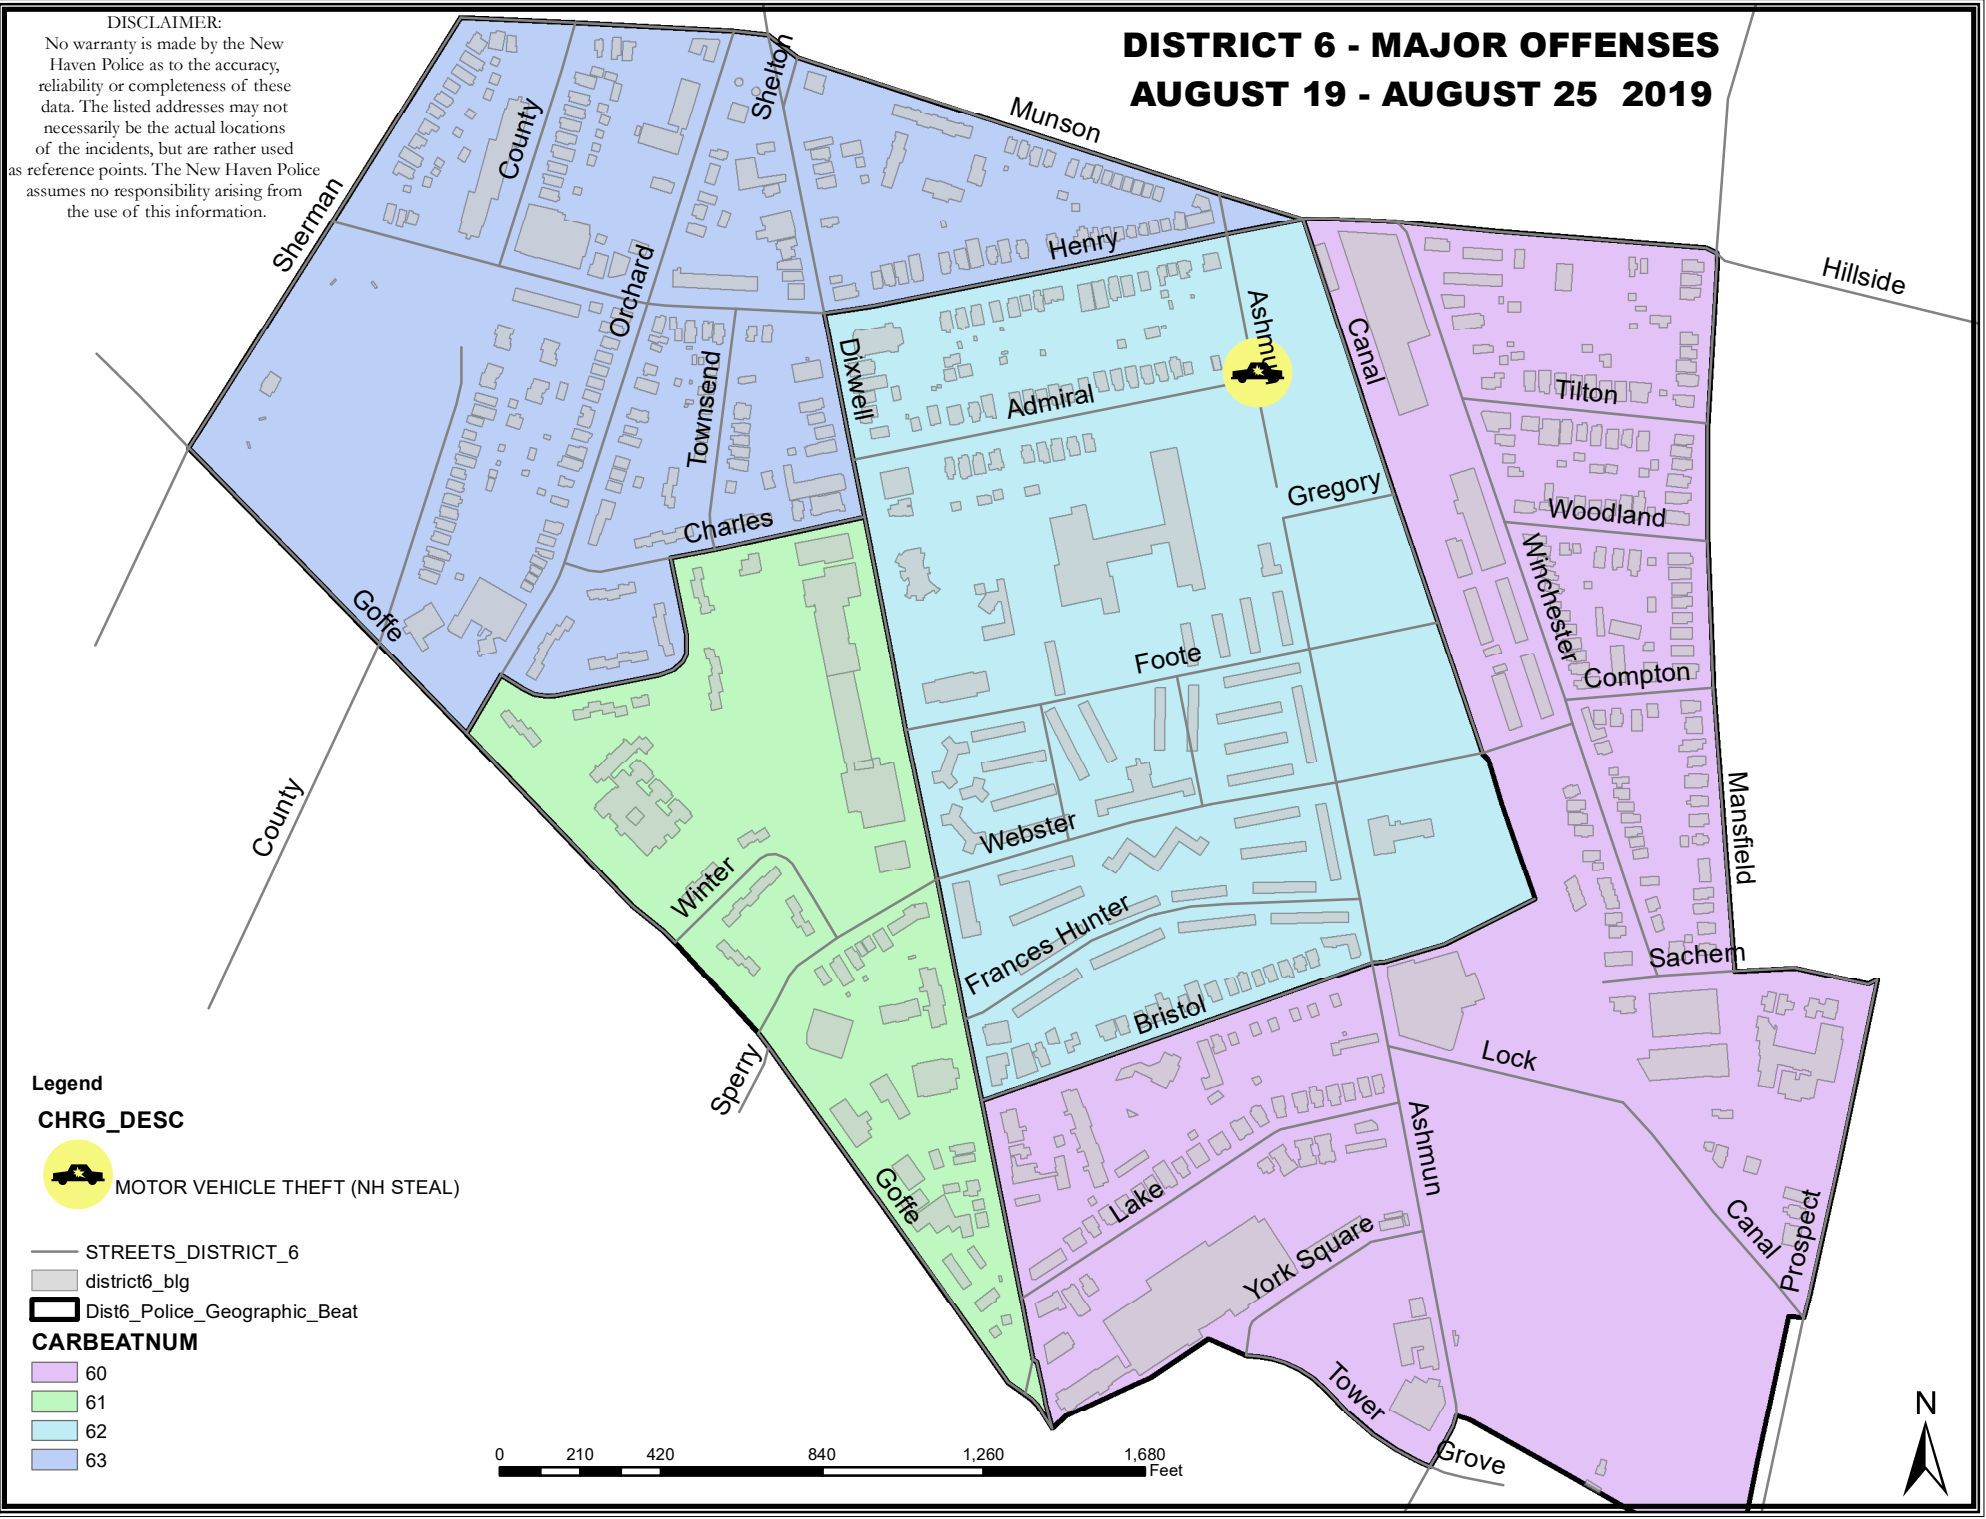 DISCLAIMER:
No warranty is made by the New
Haven Police as to the accuracy,
reliability or completeness of these
data. The listed addresses may not
necessarily be the actual locations
of the incidents, but are rather used
as reference points. The New Haven Police
assumes no responsibility arising from
the use of this information.
DISTRICT 6 - MAJOR OFFENSES
AUGUST 19 - AUGUST 25 2019
Sherman
County
Shelton
Munson
Henry
Orchard
Townsend
Charles
Dixwell
Admiral
Ashmun
Canal
Hillside
Tilton
Woodland
Winchester
Compton
Gregory
Foote
Goffe
County
Webster
Winter
Frances Hunter
Bristol
Mansfield
Sachem
Lock
Sperry
Goffe
Lake
Ashmun
York Square
Canal
Prospect
Tower
Grove
Legend
CHRG_DESC
MOTOR VEHICLE THEFT (NH STEAL)
STREETS_DISTRICT_6
district6_blg
Dist6_Police_Geographic_Beat
CARBEATNUM
60
61
62
63
0 210 420 840 1,260 1,680
Feet
N